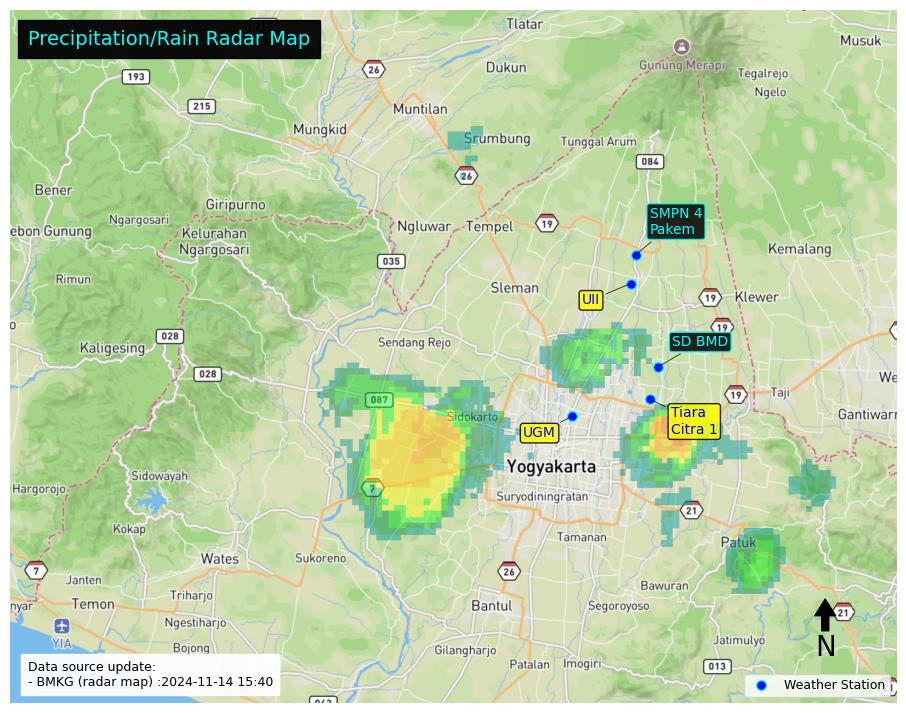 Tlatar
Precipitation/Rain Radar Map
Musuk
Gunung Merapi
26
Dukun
193
Tegalrejo
Ngelo
215
Muntilan
Mungkid
Srumbung
Tunggal Arum
084
26
Bener
Giripurno
SMPN 4
Pakem
Ngargosari
ebon Gunung
Kelurahan
Ngargosari
Ngluwar
Tempel
26
Kemalang
035
Rimun
Sleman
UII
19
Klewer
19
028
Kaligesing
Sendang Rejo
SD BMD
028
087
19
Taji
We
Sidokarto
Tiara
Citra 1
Gantiwarn
UGM
Yogyakarta
Sidowayah
7
Hargorojo
Suryodiningratan
21
Kokap
Tamanan
Patuk
Wates
Sukoreno
7
26
Janten
Bawuran
nyar
Temon
Triharjo
Bantul
Segoroyoso
21
Ngestiharjo
N
YIA
Jatimulyo
Bojong
Gilangharjo
Data source update:
- BMKG (radar map) :2024-11-14 15:40
Patalan
Imogiri
013
Weather Station